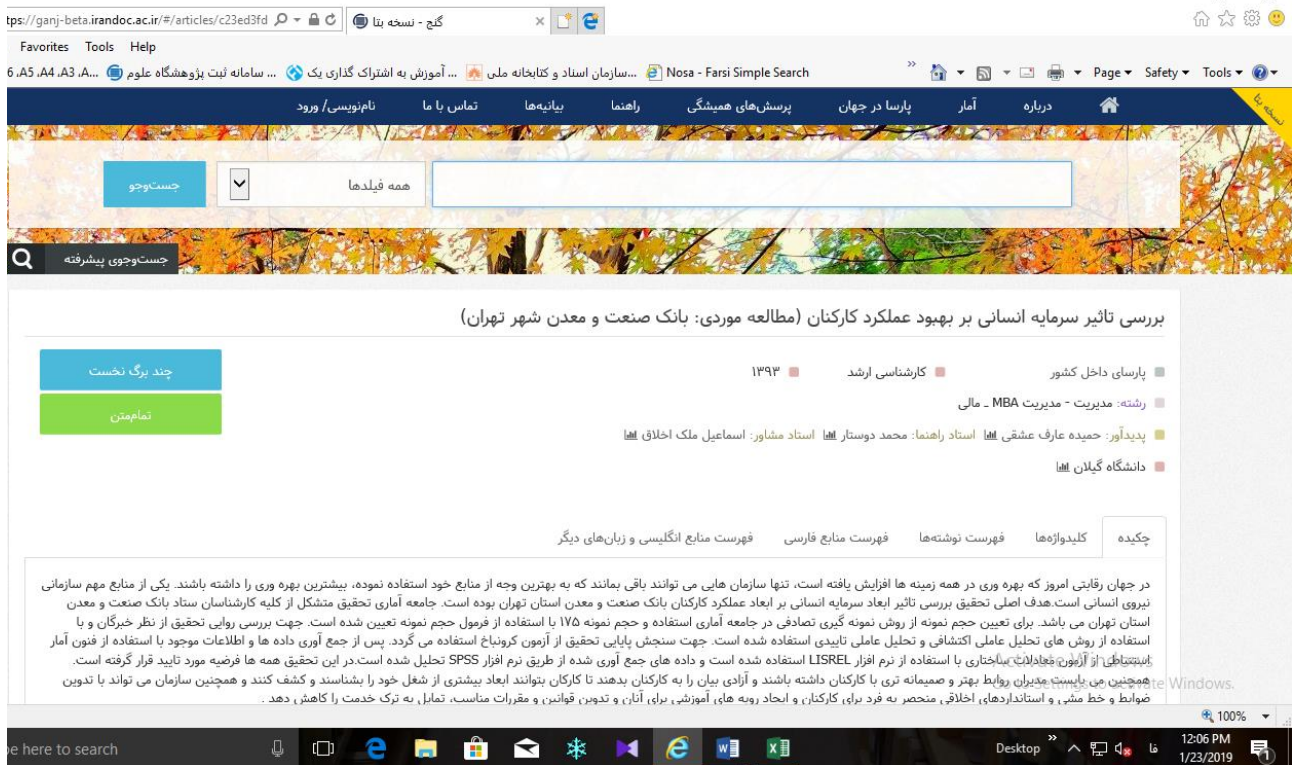 tps://ganj-beta.irandoc.ac.ir/#/articles/c23ed3fd
گنج - نسخه بتا
Favorites Tools Help
6 ،A5 ،A4 ،A3 ،A... سامانه ثبت پژوهشگاه علوم ... آموزش به اشتراک گذاری یک ... سازمان اسناد و کتابخانه ملی... Nosa - Farsi Simple Search » Page Safety Tools
درباره آمار پارسا در جهان پرسش‌های همیشگی راهنما بیانیه‌ها تماس با ما نام‌نویسی/ ورود
نسخه بتا
همه فیلدها جست‌وجو
جست‌وجوی پیشرفته
بررسی تاثیر سرمایه انسانی بر بهبود عملکرد کارکنان (مطالعه موردی: بانک صنعت و معدن شهر تهران)
پارسای داخل کشور کارشناسی ارشد ۱۳۹۳
چند برگ نخست
رشته: مدیریت - مدیریت MBA ـ مالی
تمام‌متن
پدیدآور: حمیده عارف عشقی استاد راهنما: محمد دوستار استاد مشاور: اسماعیل ملک اخلاق
دانشگاه گیلان
چکیده کلیدواژه‌ها فهرست نوشته‌ها فهرست منابع فارسی فهرست منابع انگلیسی و زبان‌های دیگر
در جهان رقابتی امروز که بهره وری در همه زمینه ها افزایش یافته است، تنها سازمان هایی می توانند باقی بمانند که به بهترین وجه از منابع خود استفاده نموده، بیشترین بهره وری را داشته باشند. یکی از منابع مهم سازمانی
نیروی انسانی است.هدف اصلی تحقیق بررسی تاثیر ابعاد سرمایه انسانی بر ابعاد عملکرد کارکنان بانک صنعت و معدن استان تهران بوده است. جامعه آماری تحقیق متشکل از کلیه کارشناسان ستاد بانک صنعت و معدن
استان تهران می باشد. برای تعیین حجم نمونه از روش نمونه گیری تصادفی در جامعه آماری استفاده و حجم نمونه ۱۷۵ با استفاده از فرمول حجم نمونه تعیین شده است. جهت بررسی روایی تحقیق از نظر خبرگان و با
استفاده از روش های تحلیل عاملی اکتشافی و تحلیل عاملی تاییدی استفاده شده است. جهت سنجش پایایی تحقیق از آزمون کرونباخ استفاده می گردد. پس از جمع آوری داده ها و اطلاعات موجود با استفاده از فنون آمار
استنباطی از آزمون معادلات ساختاری با استفاده از نرم افزار LISREL استفاده شده است و داده های جمع آوری شده از طریق نرم افزار SPSS تحلیل شده است.در این تحقیق همه ها فرضیه مورد تایید قرار گرفته است.
همچنین می بایست مدیران روابط بهتر و صمیمانه تری با کارکنان داشته باشند و آزادی بیان را به کارکنان بدهند تا کارکان بتوانند ابعاد بیشتری از شغل خود را بشناسند و کشف کنند و همچنین سازمان می تواند با تدوین
ضوابط و خط مشی و استانداردهای اخلاقی منحصر به فرد برای کارکنان و ایجاد رویه های آموزشی برای آنان و تدوین قوانین و مقررات مناسب، تمایل به ترک خدمت را کاهش دهد .
Activate Windows
Go to Settings to activate Windows.
100%
be here to search
Desktop » فا 12:06 PM
1/23/2019